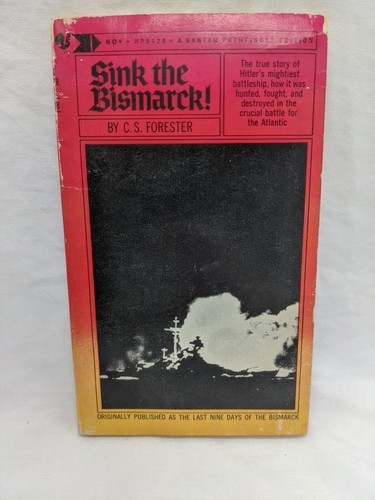 60¢ • HP5428 • A BANTAM PATHFINDER EDITION
Sink the
Bismarck!
BY C. S. FORESTER
The true story of
Hitler's mightiest
battleship, how it was
hunted, fought, and
destroyed in the
crucial battle for
the Atlantic
ORIGINALLY PUBLISHED AS THE LAST NINE DAYS OF THE BISMARCK